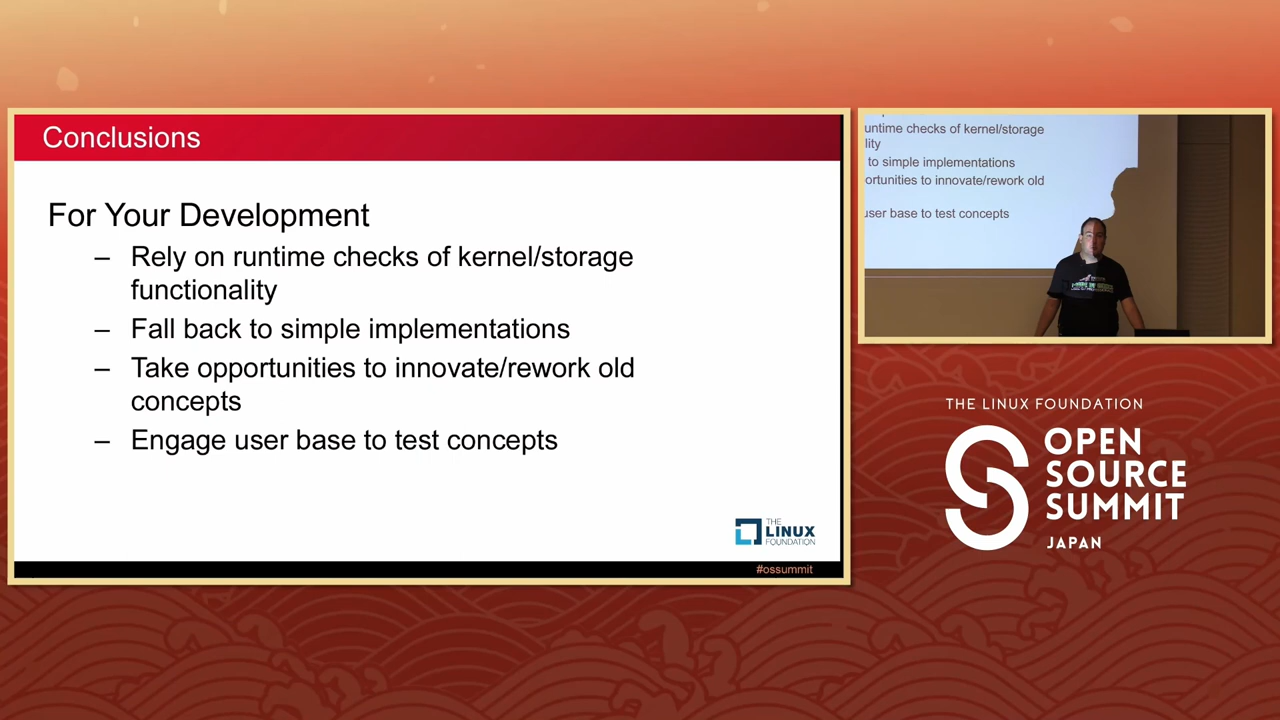 Conclusions
For Your Development
– Rely on runtime checks of kernel/storage
functionality
– Fall back to simple implementations
– Take opportunities to innovate/rework old
concepts
– Engage user base to test concepts
THE
LINUX
FOUNDATION
#ossummit
untime checks of kernel/storage
lity
to simple implementations
ortunities to innovate/rework old
user base to test concepts
THE LINUX FOUNDATION
OPEN
SOURCE
SUMMIT
JAPAN